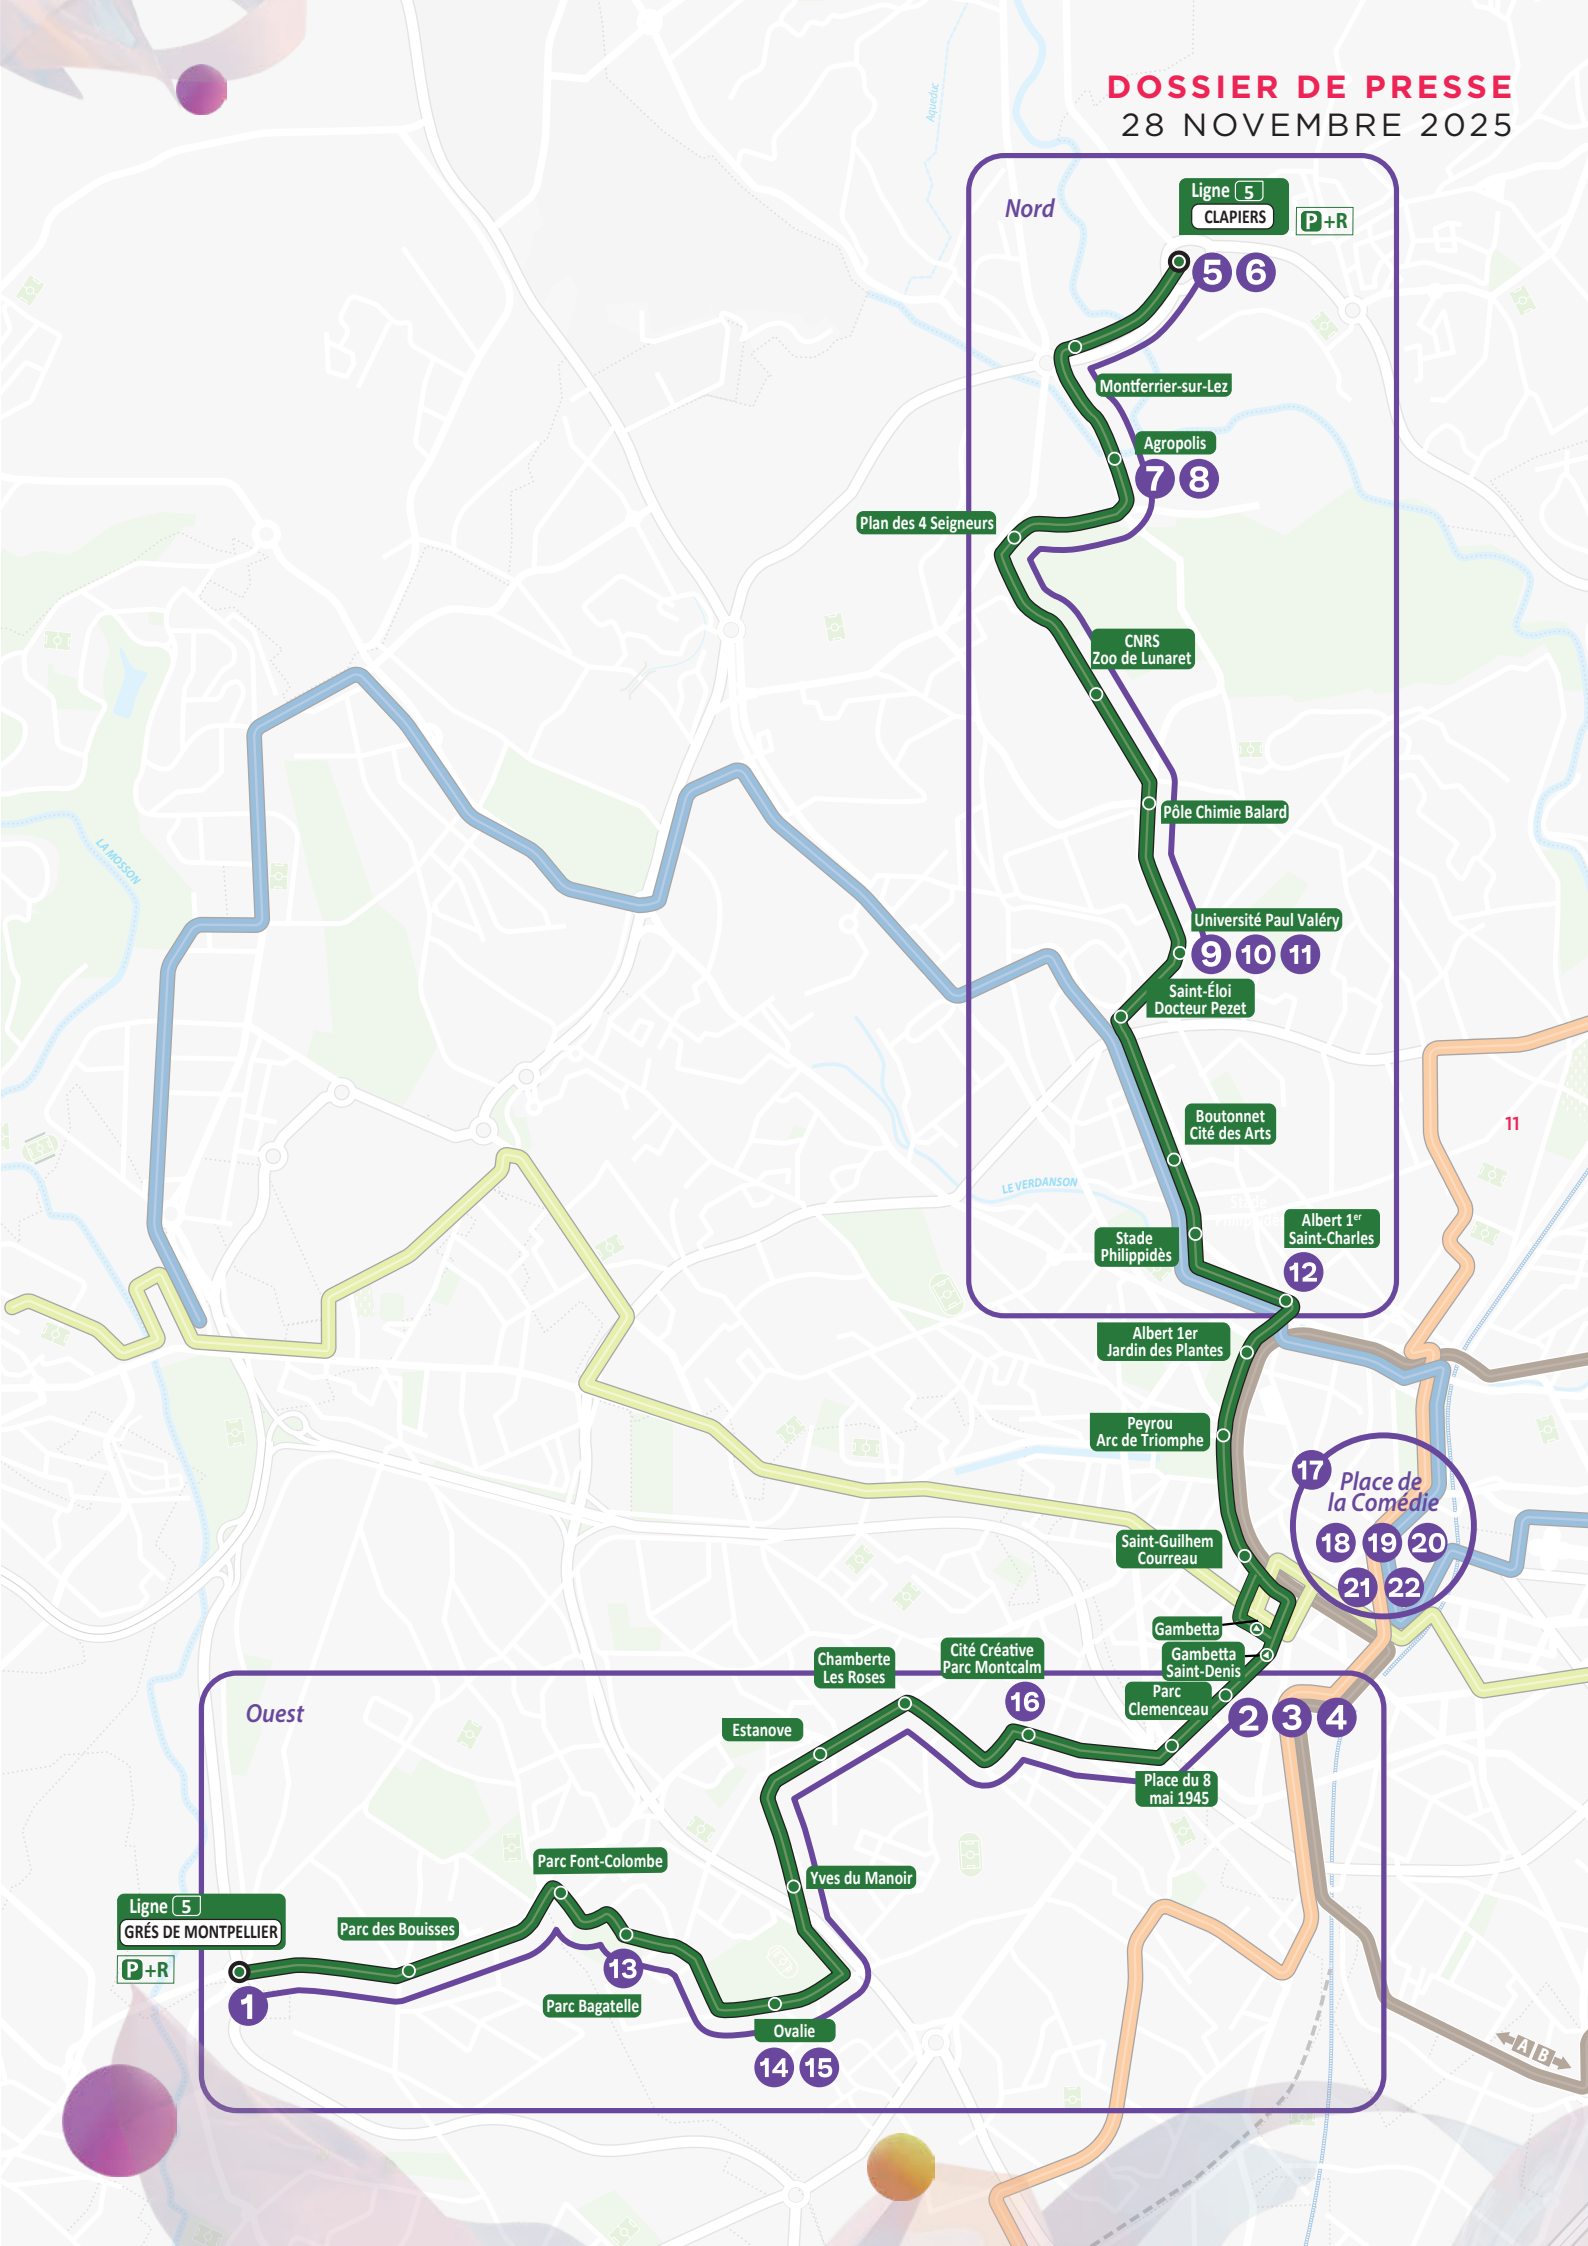 DOSSIER DE PRESSE
28 NOVEMBRE 2025
Aqueduc
Nord
Ligne 5
CLAPIERS
P+R
5 6
Montferrier-sur-Lez
Agropolis
7 8
Plan des 4 Seigneurs
CNRS
Zoo de Lunaret
Pôle Chimie Balard
LA MOSSON
Université Paul Valéry
9 10 11
Saint-Éloi
Docteur Pezet
Boutonnet
Cité des Arts
11
LE VERDANSON
Albert 1er
Saint-Charles
12
Stade
Philippidès
Albert 1er
Jardin des Plantes
Peyrou
Arc de Triomphe
17
Place de
la Comédie
18 19 20
21 22
Saint-Guilhem
Courreau
Gambetta
Gambetta
Saint-Denis
Parc
Clemenceau
2 3 4
Place du 8
mai 1945
Cité Créative
Parc Montcalm
16
Chamberte
Les Roses
Ouest
Estanove
Yves du Manoir
Parc Font-Colombe
Ligne 5
GRÉS DE MONTPELLIER
P+R
1
Parc des Bouisses
13
Parc Bagatelle
Ovalie
14 15
A B